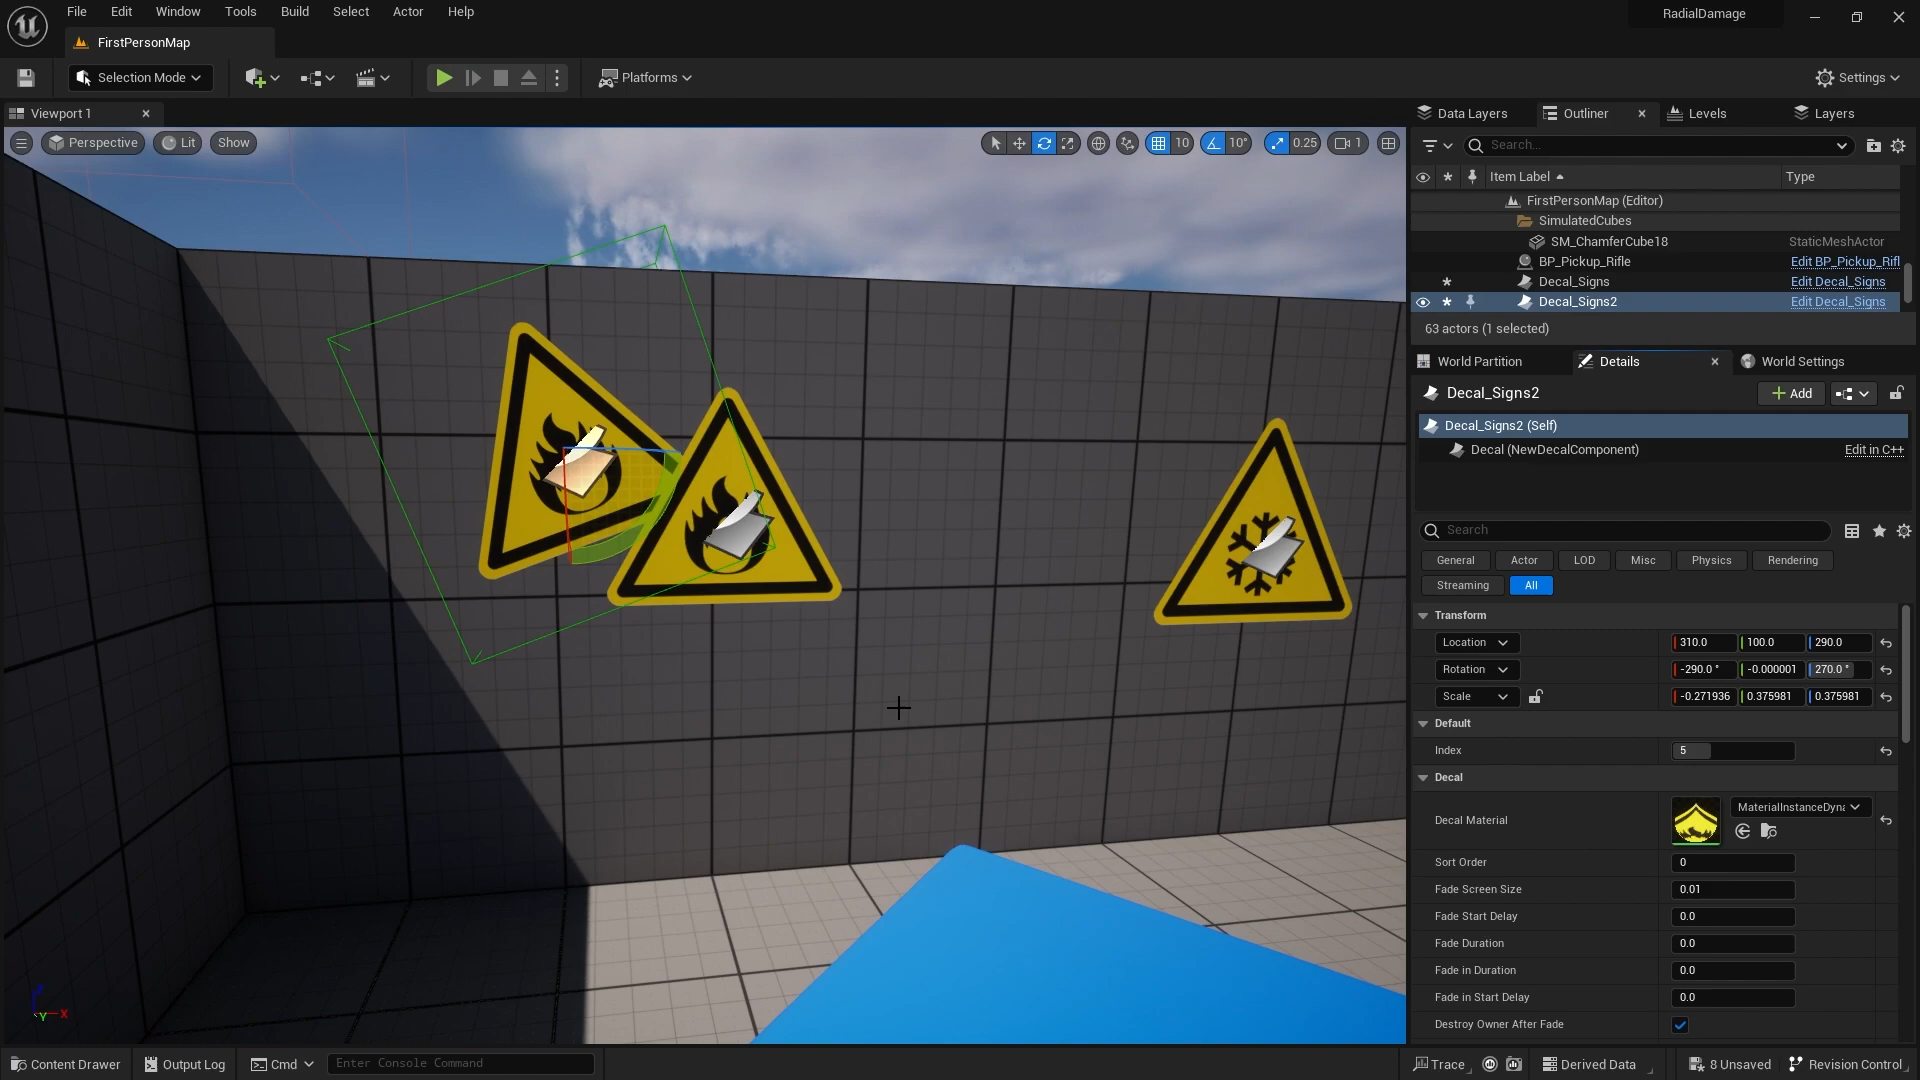 File Edit Window Tools Build Select Actor Help
RadialDamage
FirstPersonMap
Selection Mode
Platforms
Settings
Viewport 1
Data Layers Outliner Levels Layers
Perspective Lit Show
10 10° 0.25 1
Search...
Item Label Type
FirstPersonMap (Editor)
SimulatedCubes
SM_ChamferCube18 StaticMeshActor
BP_Pickup_Rifle Edit BP_Pickup_Rifl
Decal_Signs Edit Decal_Signs
Decal_Signs2 Edit Decal_Signs
63 actors (1 selected)
World Partition Details World Settings
Decal_Signs2 Add
Decal_Signs2 (Self)
Decal (NewDecalComponent) Edit in C++
Search
General Actor LOD Misc Physics Rendering
Streaming All
Transform
Location 310.0 100.0 290.0
Rotation -290.0 ° -0.000001 270.0 °
Scale -0.271936 0.375981 0.375981
Default
Index 5
Decal
Decal Material MaterialInstanceDyna
Sort Order 0
Fade Screen Size 0.01
Fade Start Delay 0.0
Fade Duration 0.0
Fade in Duration 0.0
Fade in Start Delay 0.0
Destroy Owner After Fade
Z
Y X
Content Drawer Output Log Cmd Enter Console Command Trace Derived Data 8 Unsaved Revision Control